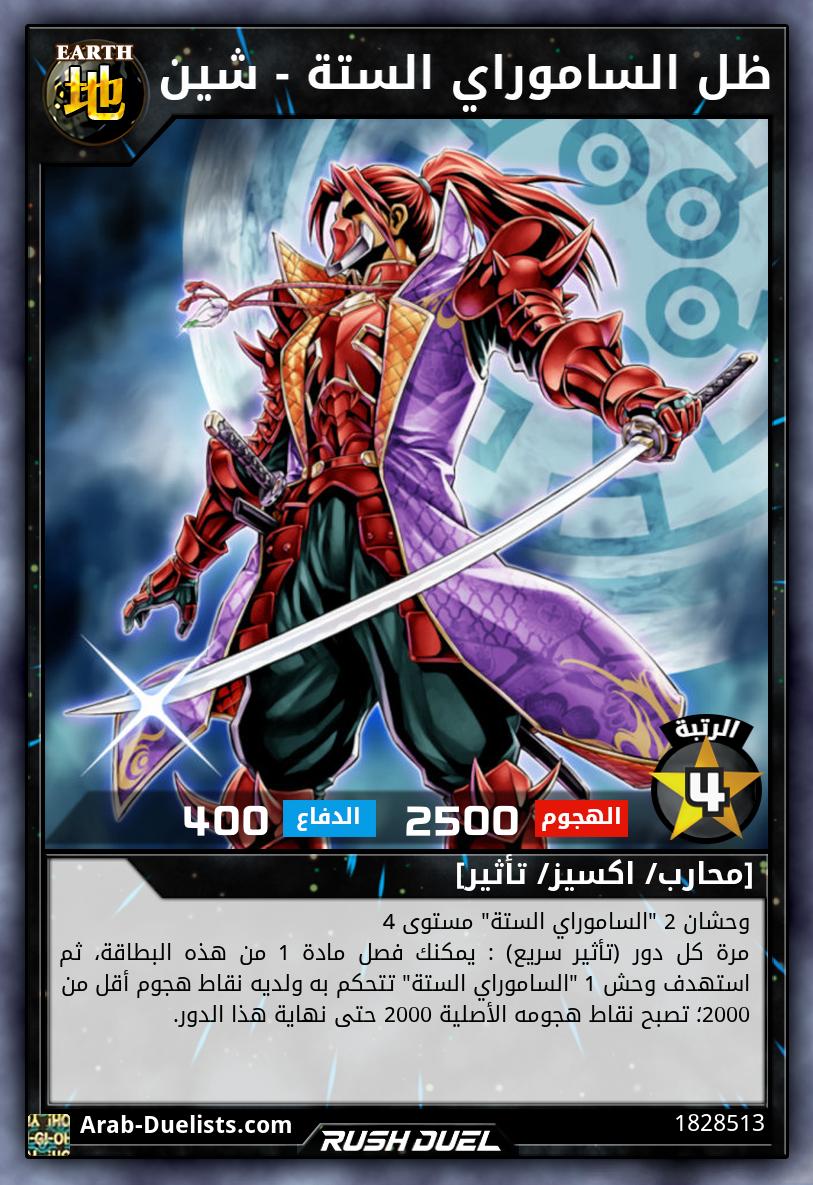 EARTH
地
ظل الساموراي الستة - شين
الرتبة
4
الهجوم 2500 الدفاع 400
[محارب/ اكسيز/ تأثير]
وحشان 2 "الساموراي الستة" مستوى 4
مرة كل دور (تأثير سريع) : يمكنك فصل مادة 1 من هذه البطاقة، ثم
استهدف وحش 1 "الساموراي الستة" تتحكم به ولديه نقاط هجوم أقل من
2000؛ تصبح نقاط هجومه الأصلية 2000 حتى نهاية هذا الدور.
Arab-Duelists.com
RUSH DUEL
1828513